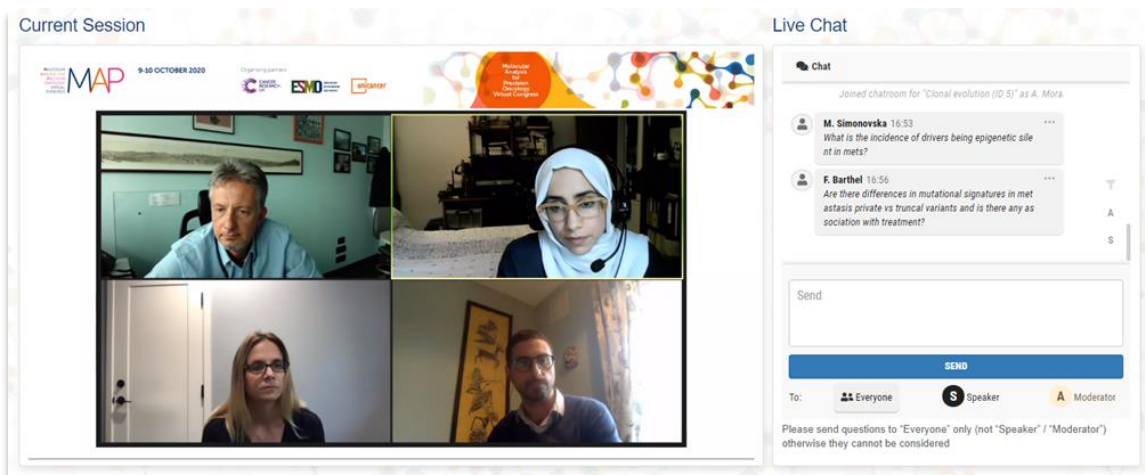 Current Session
Live Chat
MAP
9-10 OCTOBER 2020
Organising partners
CANCER
RESEARCH
UK
ESMO
unicancer
Molecular
Analysis
for
Precision
Oncology
Virtual Congress
Chat
Joined chatroom for "Clonal evolution (ID 5)" as A. Mora.
M. Simonovska 16:53
What is the incidence of drivers being epigenetic sile
nt in mets?
F. Barthel 16:56
Are there differences in mutational signatures in met
astasis private vs truncal variants and is there any as
sociation with treatment?
A
S
Send
SEND
To:
Everyone
S Speaker
A Moderator
Please send questions to "Everyone" only (not "Speaker" / "Moderator")
otherwise they cannot be considered